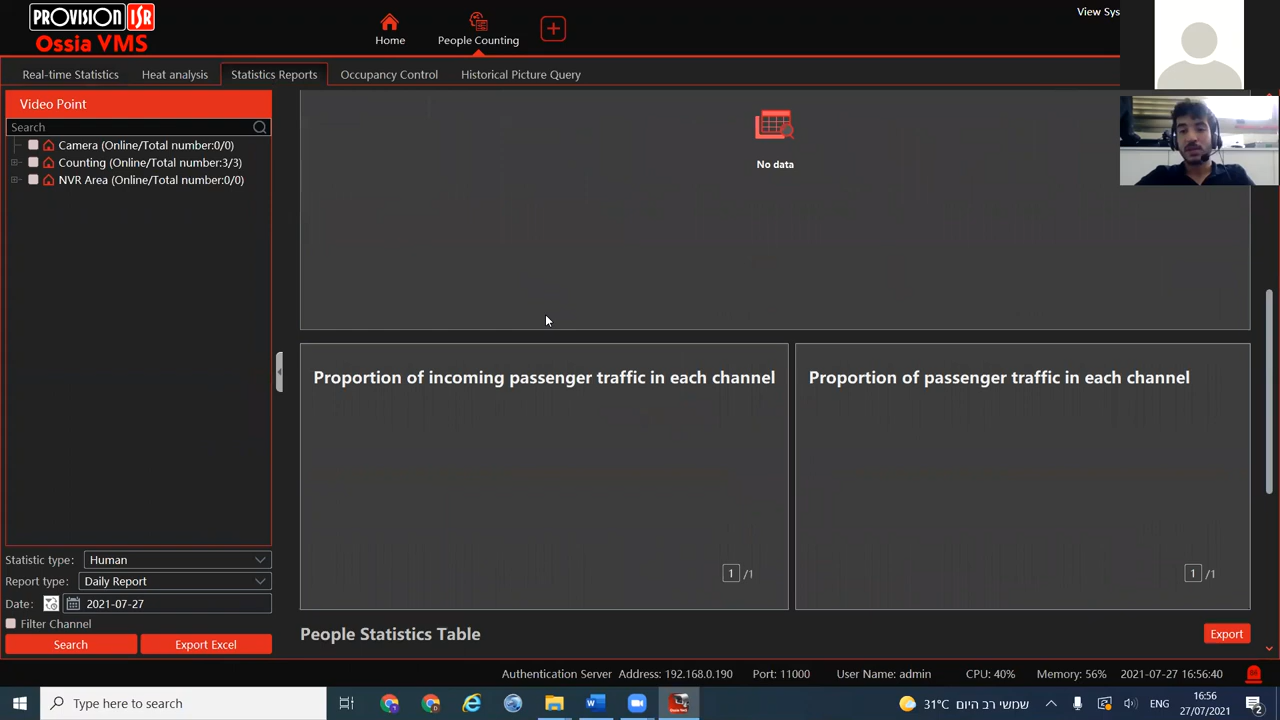 PROVISION ISR
Ossia VMS
Home
People Counting
View Sys
Real-time Statistics
Heat analysis
Statistics Reports
Occupancy Control
Historical Picture Query
Video Point
Search
Camera (Online/Total number:0/0)
Counting (Online/Total number:3/3)
NVR Area (Online/Total number:0/0)
No data
Proportion of incoming passenger traffic in each channel
1 /1
Proportion of passenger traffic in each channel
1 /1
Statistic type: Human
Report type: Daily Report
Date: 2021-07-27
Filter Channel
Search
Export Excel
People Statistics Table
Export
Authentication Server Address: 192.168.0.190 Port: 11000 User Name: admin CPU: 40% Memory: 56% 2021-07-27 16:56:40
Type here to search
31°C שמשי רב היום
ENG
16:56
27/07/2021
2